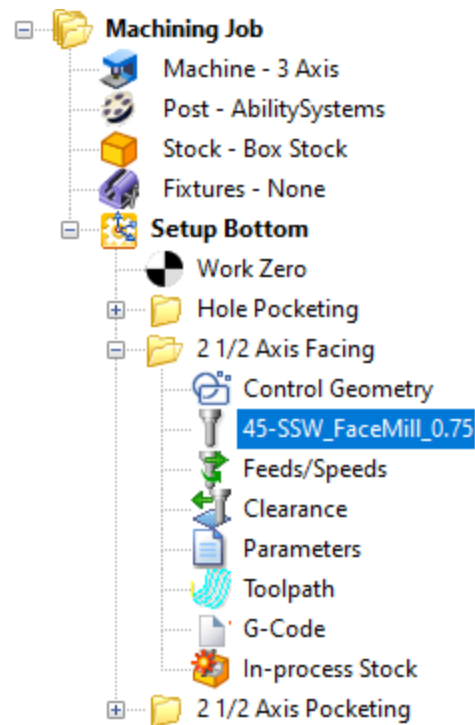 Machining Job
Machine - 3 Axis
Post - AbilitySystems
Stock - Box Stock
Fixtures - None
Setup Bottom
Work Zero
Hole Pocketing
2 1/2 Axis Facing
Control Geometry
45-SSW_FaceMill_0.75
Feeds/Speeds
Clearance
Parameters
Toolpath
G-Code
In-process Stock
2 1/2 Axis Pocketing